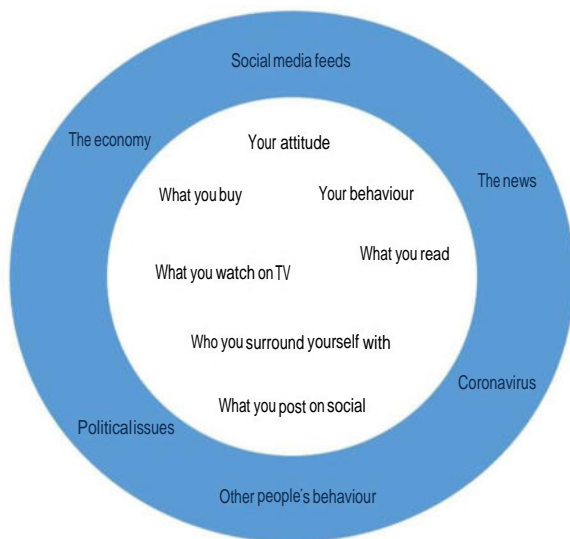 Social media feeds
The economy
Your attitude
The news
What you buy
Your behaviour
What you read
What you watch on TV
Who you surround yourself with
Coronavirus
What you post on social
Political issues
Other people's behaviour